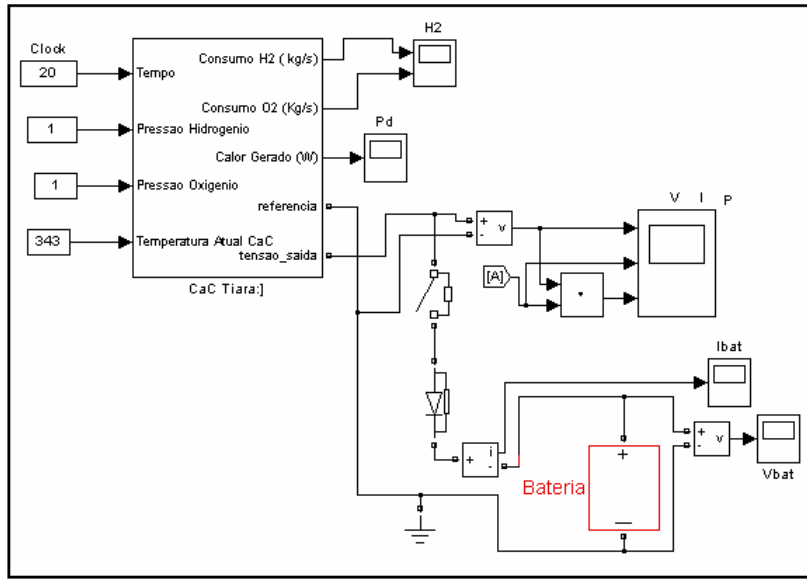 Clock
20
1
1
343
Tempo
Pressao Hidrogenio
Pressao Oxigenio
Temperatura Atual CaC
Consumo H2 ( kg/s)
Consumo O2 (Kg/s)
Calor Gerado (W)
referencia
tensao_saida
CaC Tiara:]
H2
Pd
+
-
v
V I P
[A]
Ibat
+
i
-
+
-
v
Vbat
Bateria
+
—